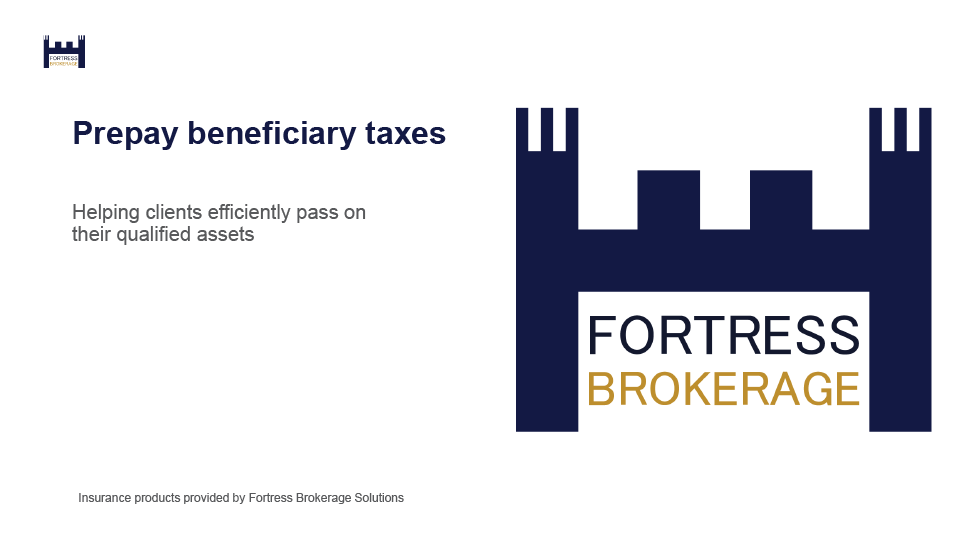 FORTRESS
BROKERAGE
Prepay beneficiary taxes
Helping clients efficiently pass on
their qualified assets
FORTRESS
BROKERAGE
Insurance products provided by Fortress Brokerage Solutions